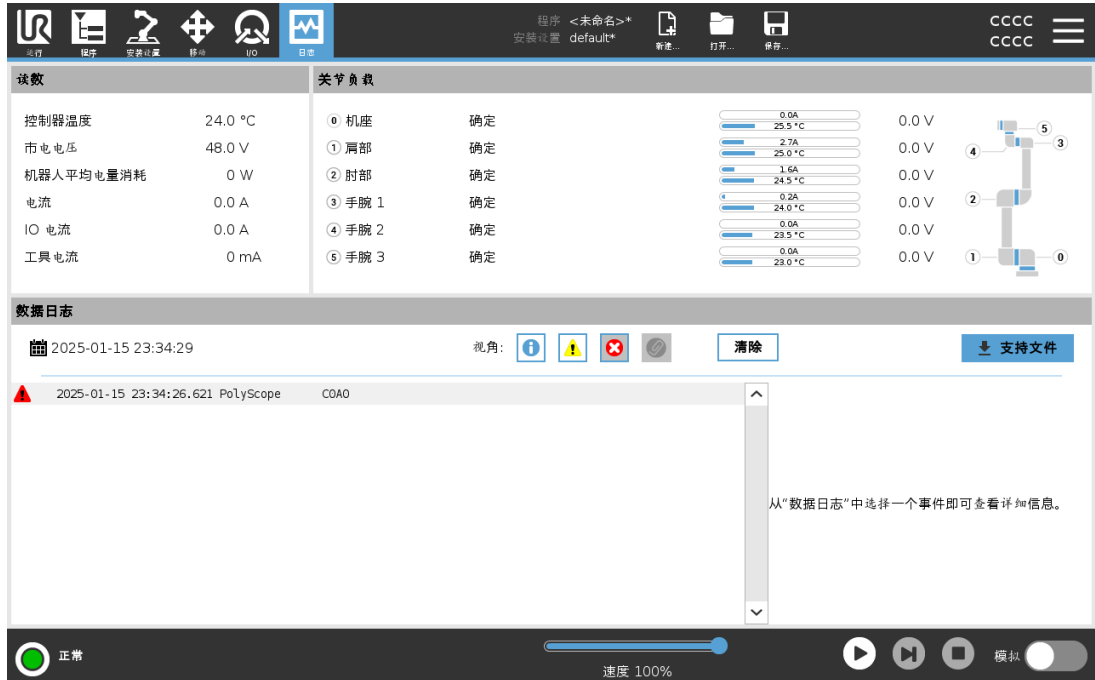 UR
运行
程序
安装设置
移动
I/O
日志
程序 <未命名>*
安装设置 default*
新建...
打开...
保存...
CCCC
CCCC
读数
关节负载
控制器温度 24.0 °C
市电电压 48.0 V
机器人平均电量消耗 0 W
电流 0.0 A
IO 电流 0.0 A
工具电流 0 mA
0 机座 确定 0.0A 25.5 °C 0.0 V
1 肩部 确定 2.7A 25.0 °C 0.0 V
2 肘部 确定 1.6A 24.5 °C 0.0 V
3 手腕 1 确定 0.2A 24.0 °C 0.0 V
4 手腕 2 确定 0.0A 23.5 °C 0.0 V
5 手腕 3 确定 0.0A 23.0 °C 0.0 V
5
3
4
2
1
0
数据日志
2025-01-15 23:34:29
视角:
清除
支持文件
2025-01-15 23:34:26.621 PolyScope C0A0
从“数据日志”中选择一个事件即可查看详细信息。
正常
速度 100%
模拟